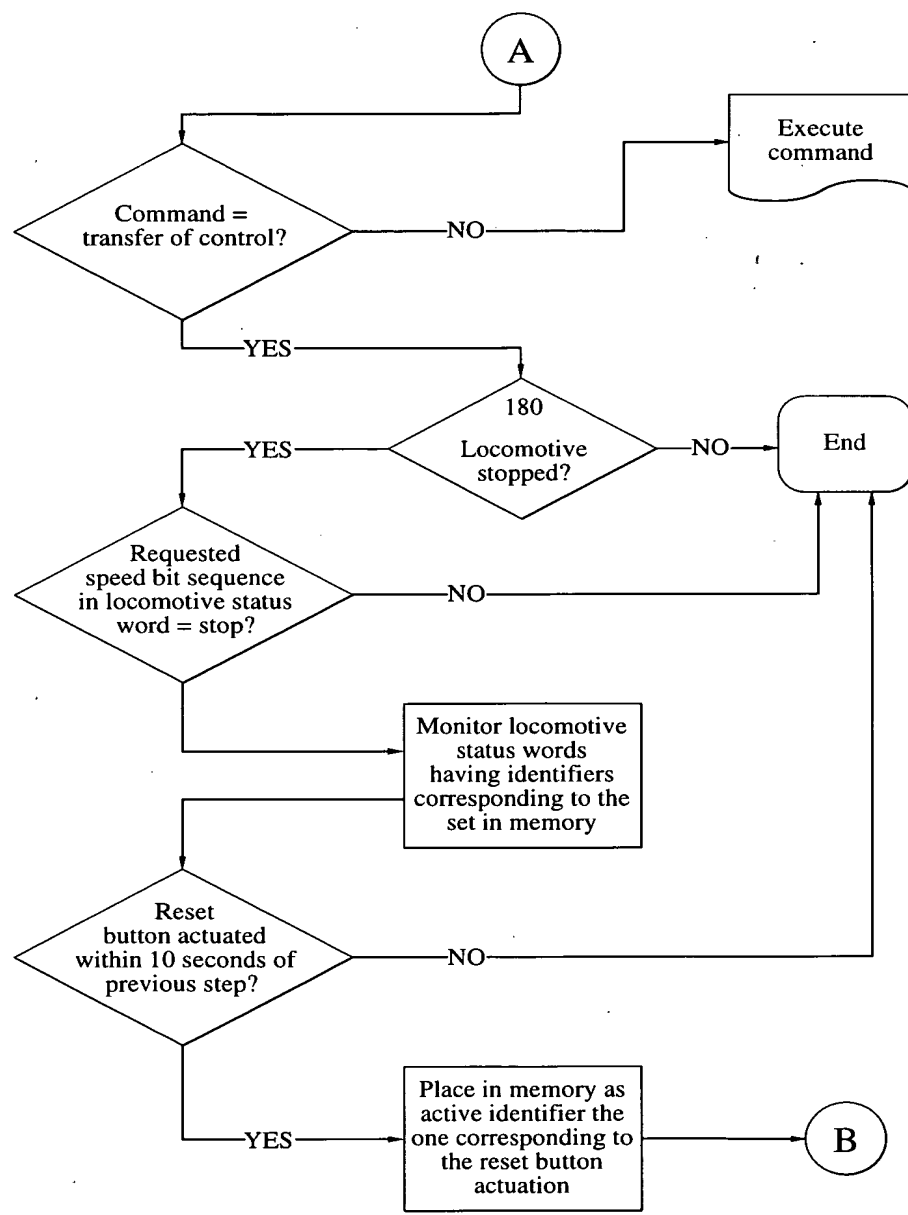 A
Execute
command
Command =
transfer of control?
NO
YES
180
Locomotive
stopped?
YES
NO
End
Requested
speed bit sequence
in locomotive status
word = stop?
NO
Monitor locomotive
status words
having identifiers
corresponding to the
set in memory
Reset
button actuated
within 10 seconds of
previous step?
NO
YES
Place in memory as
active identifier the
one corresponding to
the reset button
actuation
B